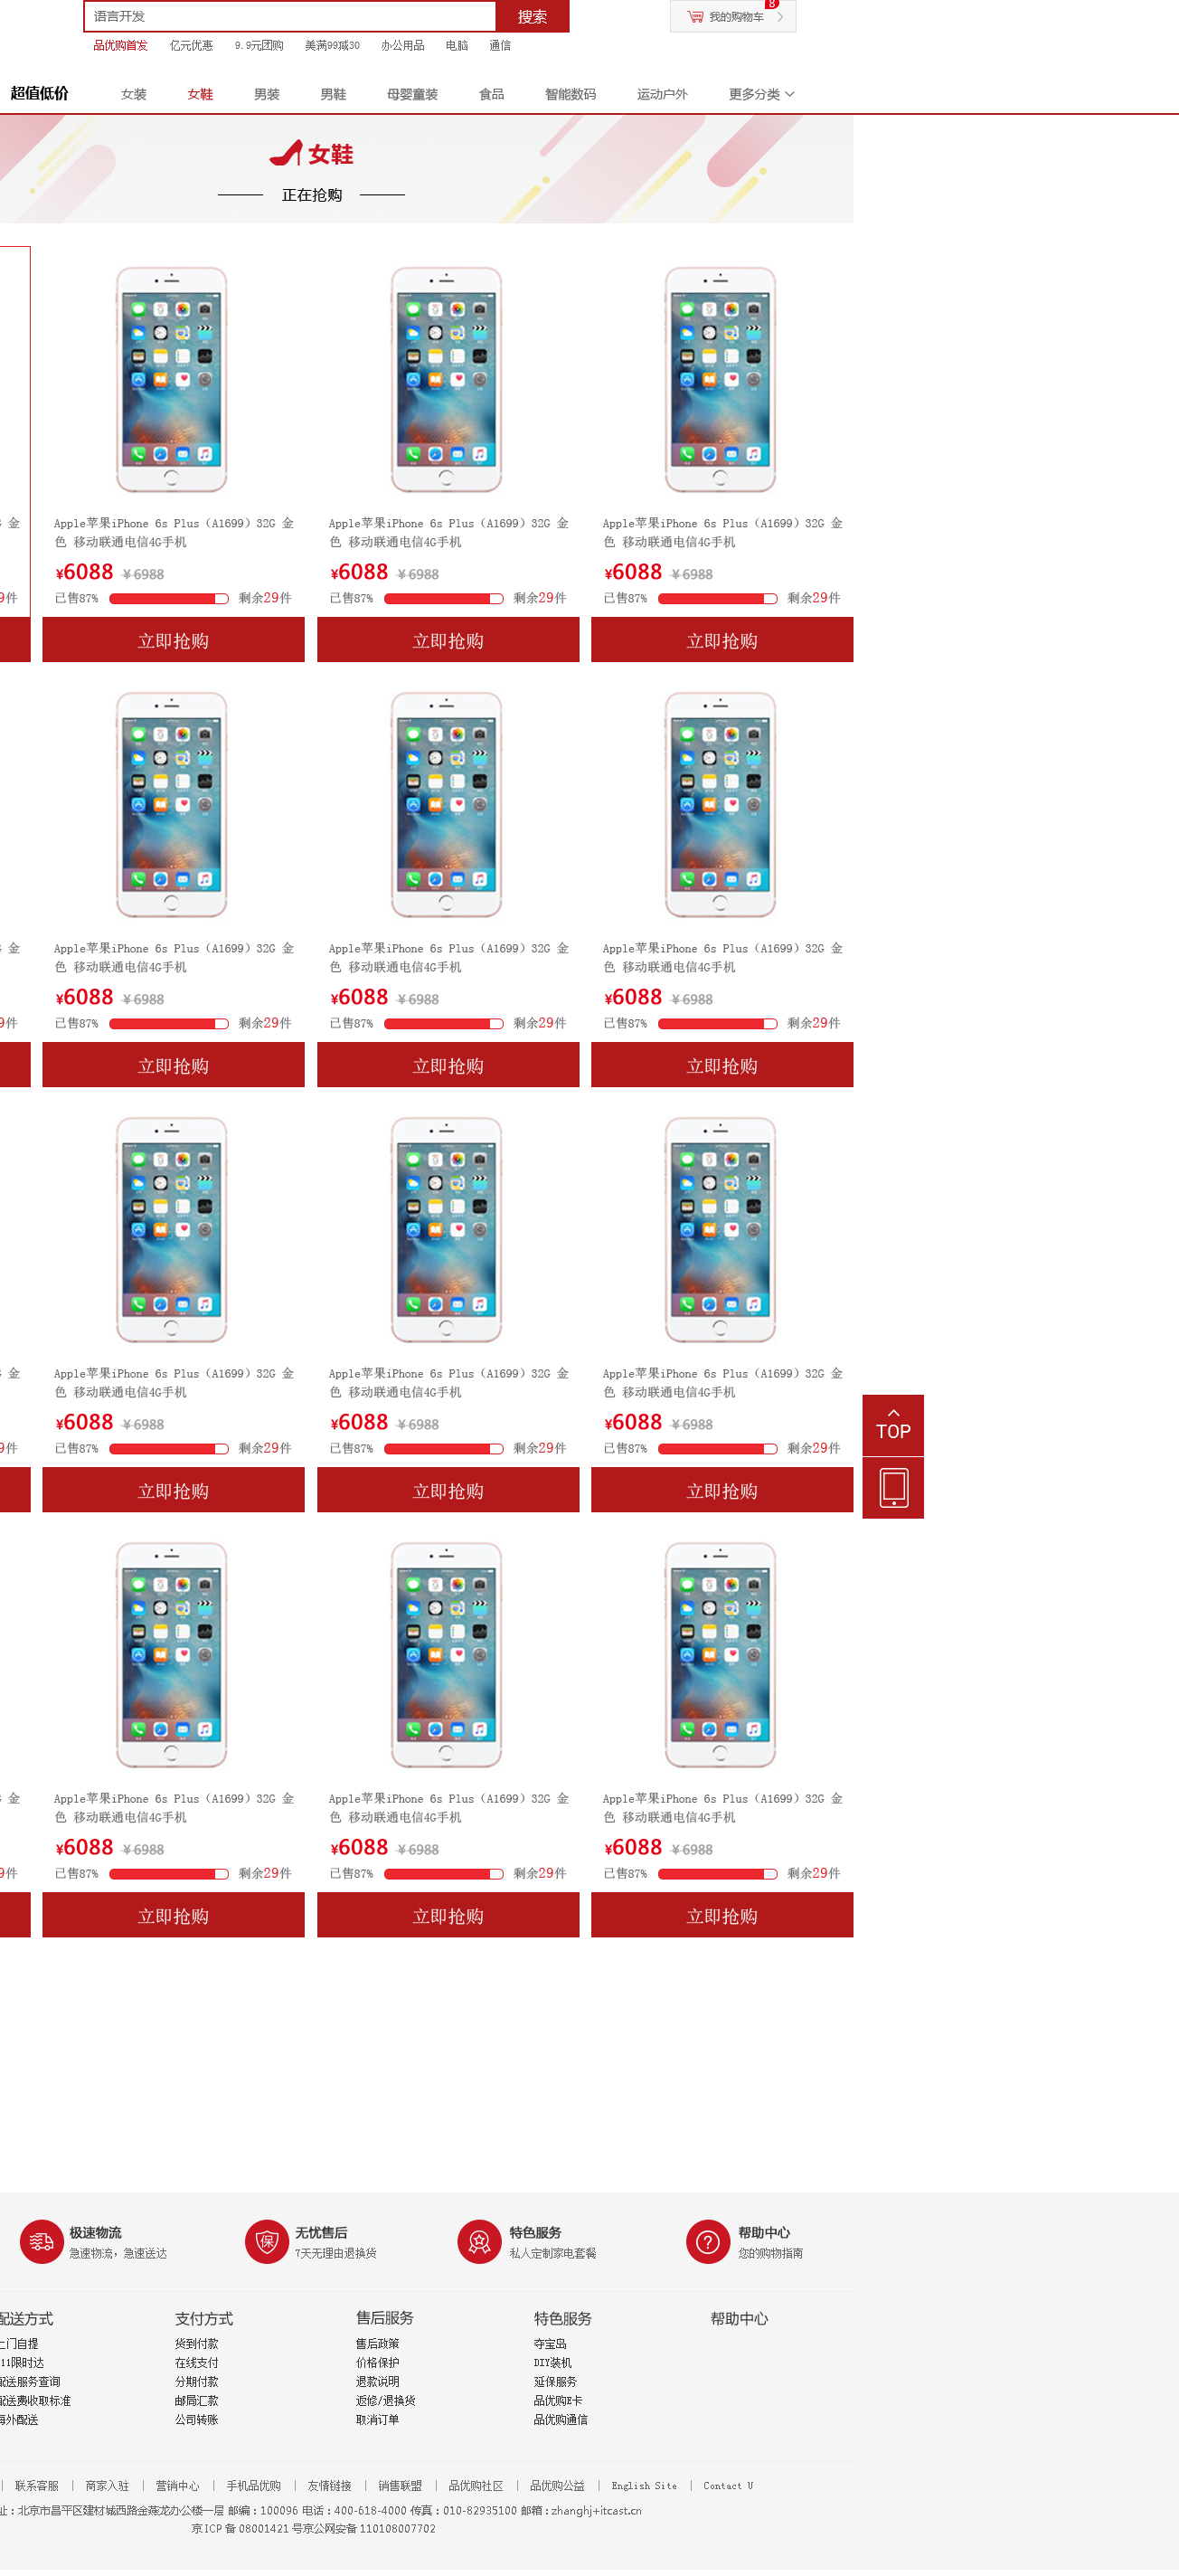 语言开发 搜索 我的购物车 8
品优购首发 亿元优惠 9.9元团购 美满99减30 办公用品 电脑 通信
超值低价 女装 女鞋 男装 男鞋 母婴童装 食品 智能数码 运动户外 更多分类
女鞋
正在抢购
金 Apple苹果iPhone 6s Plus（A1699）32G 金 Apple苹果iPhone 6s Plus（A1699）32G 金 Apple苹果iPhone 6s Plus（A1699）32G 金
色 移动联通电信4G手机 色 移动联通电信4G手机 色 移动联通电信4G手机
¥6088 ¥6988 ¥6088 ¥6988 ¥6088 ¥6988
9件 已售87% 剩余29件 已售87% 剩余29件 已售87% 剩余29件
立即抢购 立即抢购 立即抢购
金 Apple苹果iPhone 6s Plus（A1699）32G 金 Apple苹果iPhone 6s Plus（A1699）32G 金 Apple苹果iPhone 6s Plus（A1699）32G 金
色 移动联通电信4G手机 色 移动联通电信4G手机 色 移动联通电信4G手机
¥6088 ¥6988 ¥6088 ¥6988 ¥6088 ¥6988
9件 已售87% 剩余29件 已售87% 剩余29件 已售87% 剩余29件
立即抢购 立即抢购 立即抢购
金 Apple苹果iPhone 6s Plus（A1699）32G 金 Apple苹果iPhone 6s Plus（A1699）32G 金 Apple苹果iPhone 6s Plus（A1699）32G 金
色 移动联通电信4G手机 色 移动联通电信4G手机 色 移动联通电信4G手机
¥6088 ¥6988 ¥6088 ¥6988 ¥6088 ¥6988
TOP
9件 已售87% 剩余29件 已售87% 剩余29件 已售87% 剩余29件
立即抢购 立即抢购 立即抢购
金 Apple苹果iPhone 6s Plus（A1699）32G 金 Apple苹果iPhone 6s Plus（A1699）32G 金 Apple苹果iPhone 6s Plus（A1699）32G 金
色 移动联通电信4G手机 色 移动联通电信4G手机 色 移动联通电信4G手机
¥6088 ¥6988 ¥6088 ¥6988 ¥6088 ¥6988
9件 已售87% 剩余29件 已售87% 剩余29件 已售87% 剩余29件
立即抢购 立即抢购 立即抢购
极速物流 保 无忧售后 特色服务 ? 帮助中心
急速物流，急速送达 7天无理由退换货 私人定制家电套餐 您的购物指南
配送方式 支付方式 售后服务 特色服务 帮助中心
上门自提 货到付款 售后政策 夺宝岛
11限时达 在线支付 价格保护 DIY装机
配送服务查询 分期付款 退款说明 延保服务
配送费收取标准 邮局汇款 返修/退换货 品优购E卡
海外配送 公司转账 取消订单 品优购通信
| 联系客服 | 商家入驻 | 营销中心 | 手机品优购 | 友情链接 | 销售联盟 | 品优购社区 | 品优购公益 | English Site | Contact U
址：北京市昌平区建材城西路金燕龙办公楼一层 邮编：100096 电话：400-618-4000 传真：010-82935100 邮箱：zhanghj+itcast.cn
京ICP备08001421号京公网安备110108007702